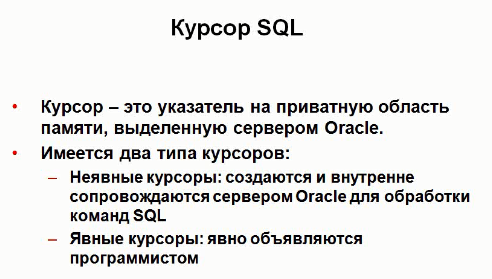 Курсор SQL
• Курсор – это указатель на приватную область
памяти, выделенную сервером Oracle.
• Имеется два типа курсоров:
– Неявные курсоры: создаются и внутренне
сопровождаются сервером Oracle для обработки
команд SQL
– Явные курсоры: явно объявляются
программистом